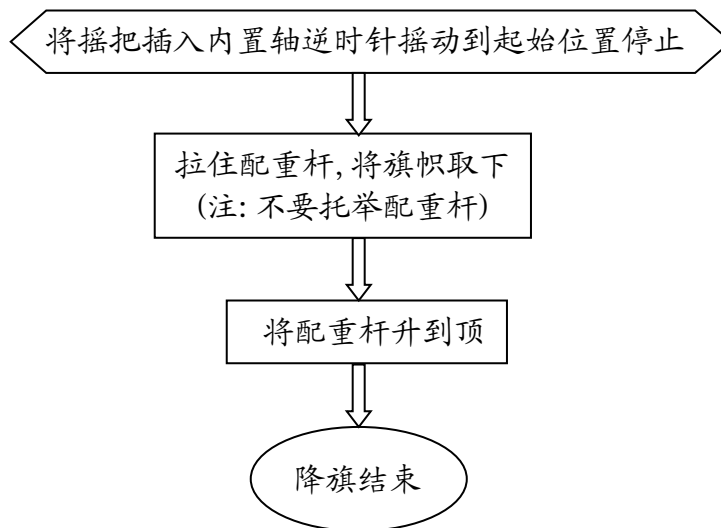 将摇把插入内置轴逆时针摇动到起始位置停止
拉住配重杆, 将旗帜取下
(注: 不要托举配重杆)
将配重杆升到顶
降旗结束